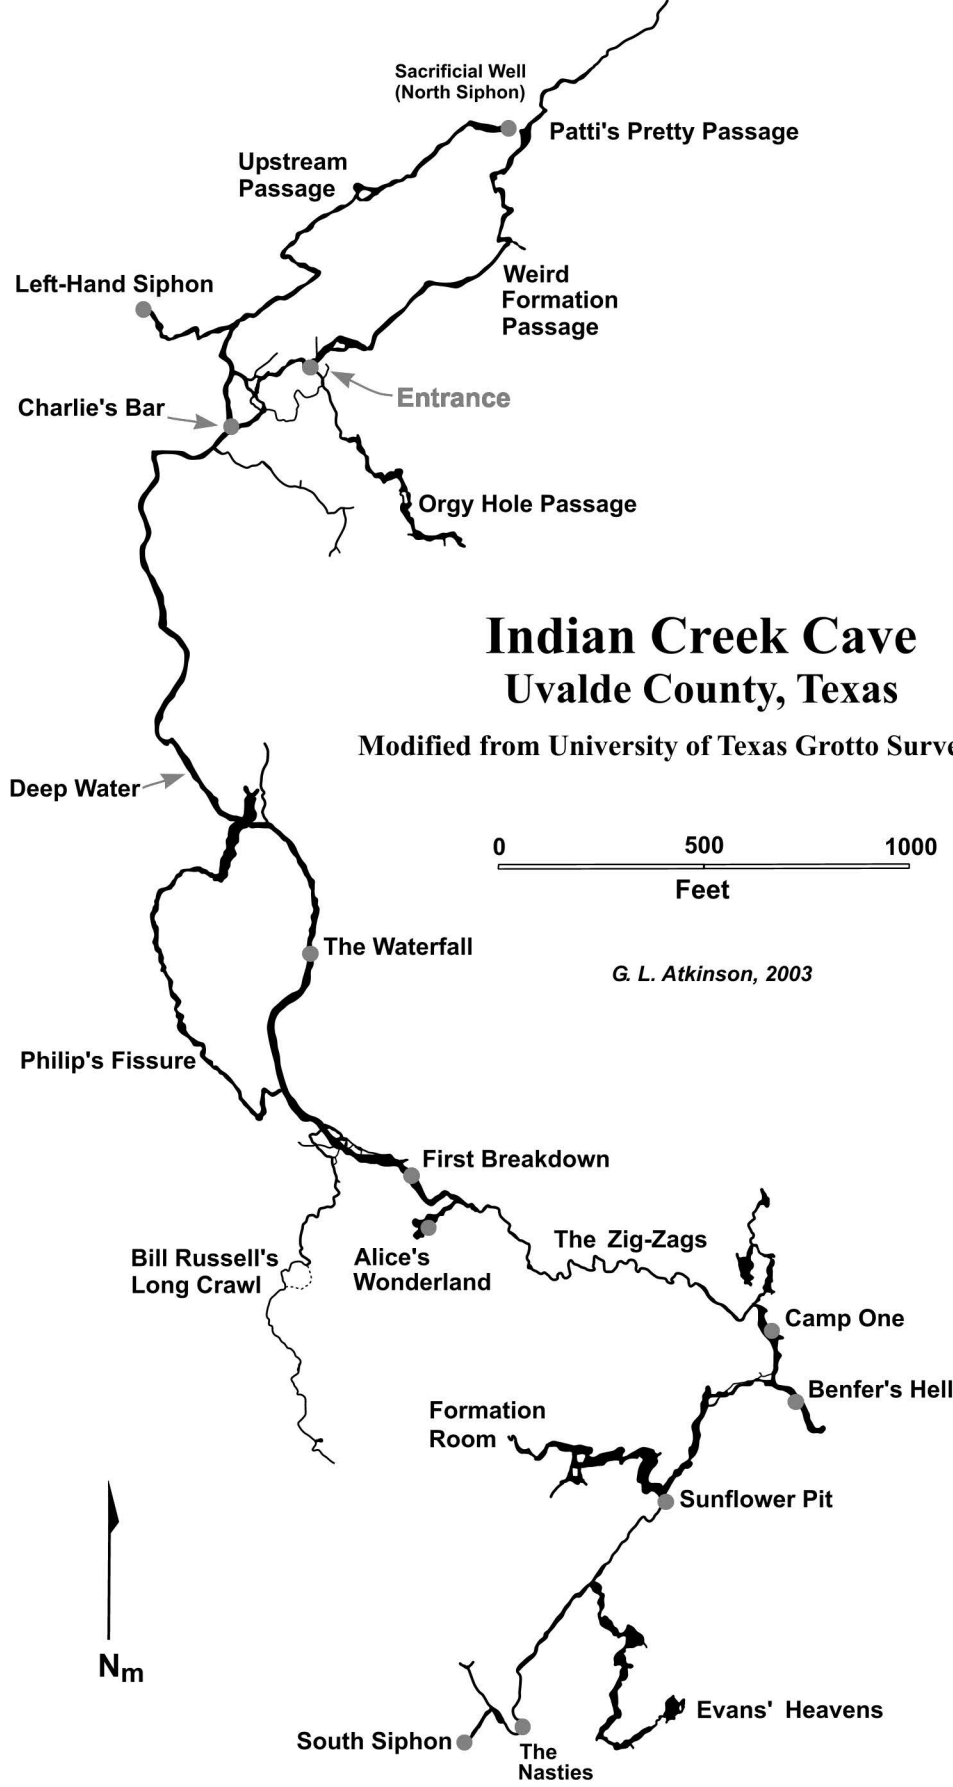 Sacrificial Well
(North Siphon)
Patti's Pretty Passage
Upstream
Passage
Left-Hand Siphon
Weird
Formation
Passage
Entrance
Charlie's Bar
Orgy Hole Passage
Indian Creek Cave
Uvalde County, Texas
Modified from University of Texas Grotto Surve
Deep Water
0 500 1000
Feet
The Waterfall
G. L. Atkinson, 2003
Philip's Fissure
First Breakdown
The Zig-Zags
Bill Russell's
Long Crawl
Alice's
Wonderland
Camp One
Benfer's Hell
Formation
Room
Sunflower Pit
Nm
Evans' Heavens
South Siphon
The
Nasties